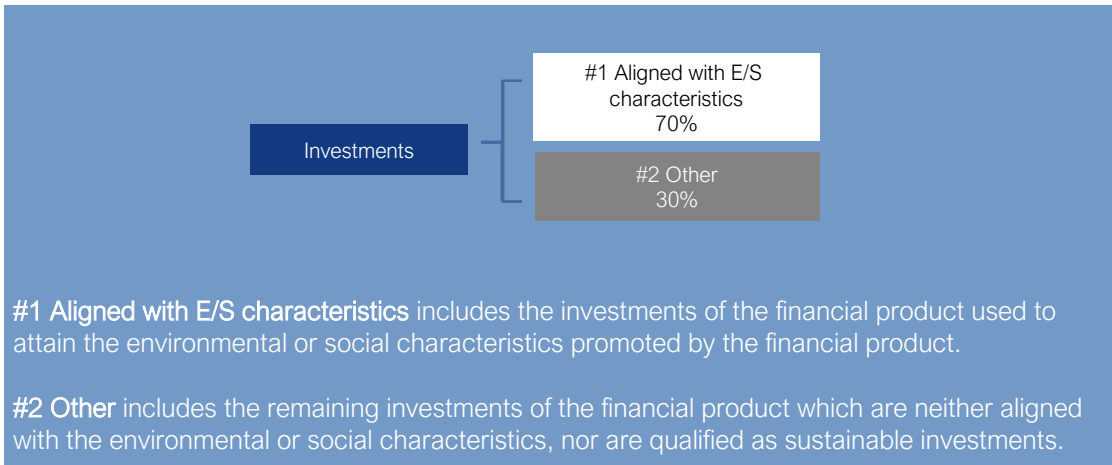 #1 Aligned with E/S
characteristics
70%
Investments
#2 Other
30%
#1 Aligned with E/S characteristics includes the investments of the financial product used to
attain the environmental or social characteristics promoted by the financial product.
#2 Other includes the remaining investments of the financial product which are neither aligned
with the environmental or social characteristics, nor are qualified as sustainable investments.